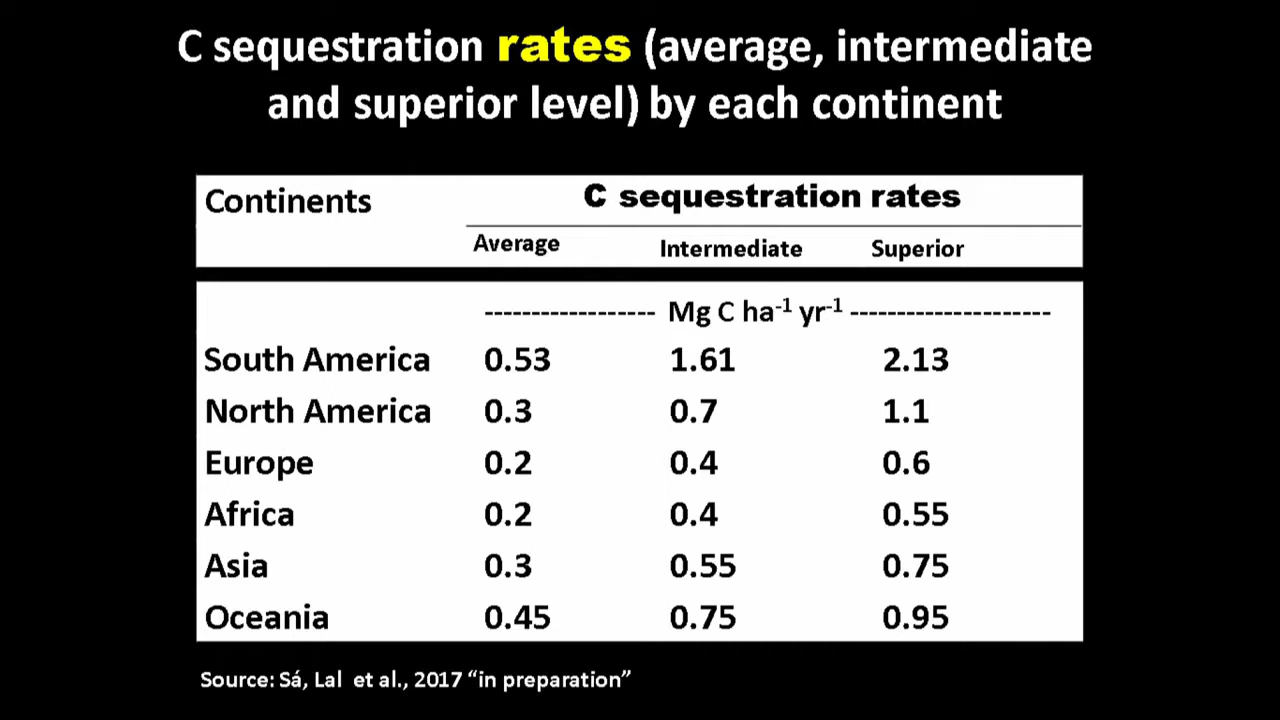 C sequestration rates (average, intermediate
and superior level) by each continent
Continents C sequestration rates
Average Intermediate Superior
------------------ Mg C ha-1 yr-1 ---------------------
South America 0.53 1.61 2.13
North America 0.3 0.7 1.1
Europe 0.2 0.4 0.6
Africa 0.2 0.4 0.55
Asia 0.3 0.55 0.75
Oceania 0.45 0.75 0.95
Source: Sá, Lal et al., 2017 “in preparation”